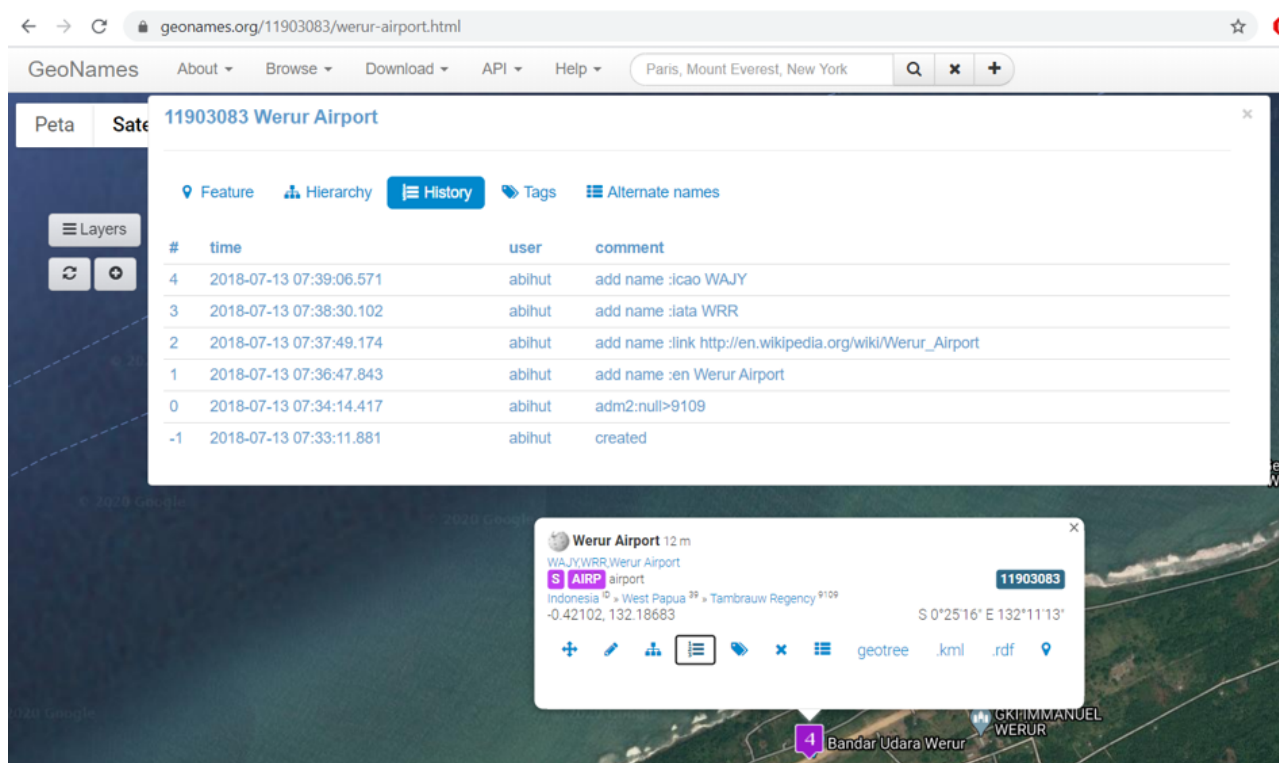 geonames.org/11903083/werur-airport.html
GeoNames About Browse Download API Help Paris, Mount Everest, New York
Peta Sate 11903083 Werur Airport ×
Feature Hierarchy History Tags Alternate names
Layers
# time user comment
4 2018-07-13 07:39:06.571 abihut add name :icao WAJY
3 2018-07-13 07:38:30.102 abihut add name :iata WRR
2 2018-07-13 07:37:49.174 abihut add name :link http://en.wikipedia.org/wiki/Werur_Airport
1 2018-07-13 07:36:47.843 abihut add name :en Werur Airport
0 2018-07-13 07:34:14.417 abihut adm2:null>9109
-1 2018-07-13 07:33:11.881 abihut created
© 2020 Google
2020 Google
Werur Airport 12 m ×
WAJY,WRR,Werur Airport
S AIRP airport 11903083
Indonesia ID » West Papua 39 » Tambrauw Regency 9109
-0.42102, 132.18683 S 0°25'16" E 132°11'13"
geotree .kml .rdf
2020 Google
GKI IMMANUEL
WERUR
4 Bandar Udara Werur